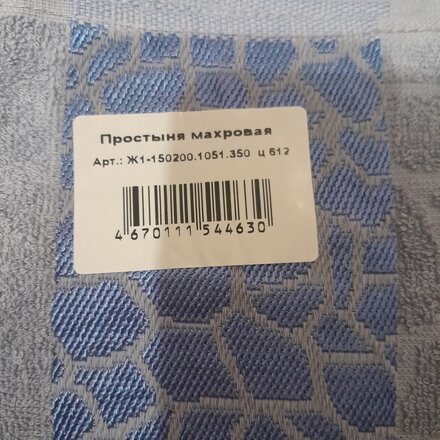 Простыня махровая
Арт.: Ж1-150200.1051.350 ц 612
4 670111 544630